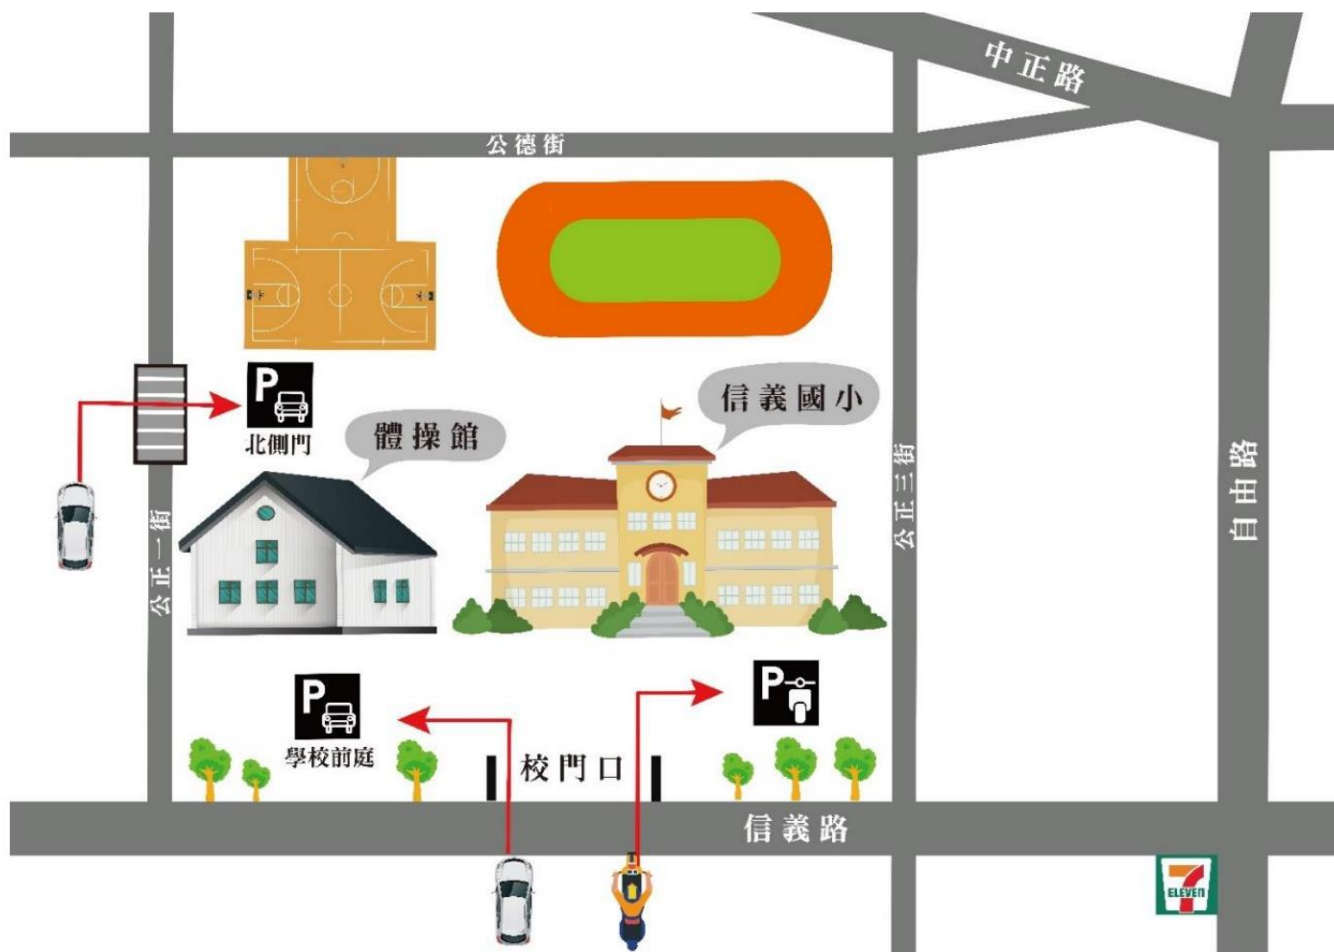 中正路
公德街
信義國小
P
北側門
體操館
公正一街
公正三街
自由路
P
學校前庭
P
校門口
信義路
7
ELEVEn